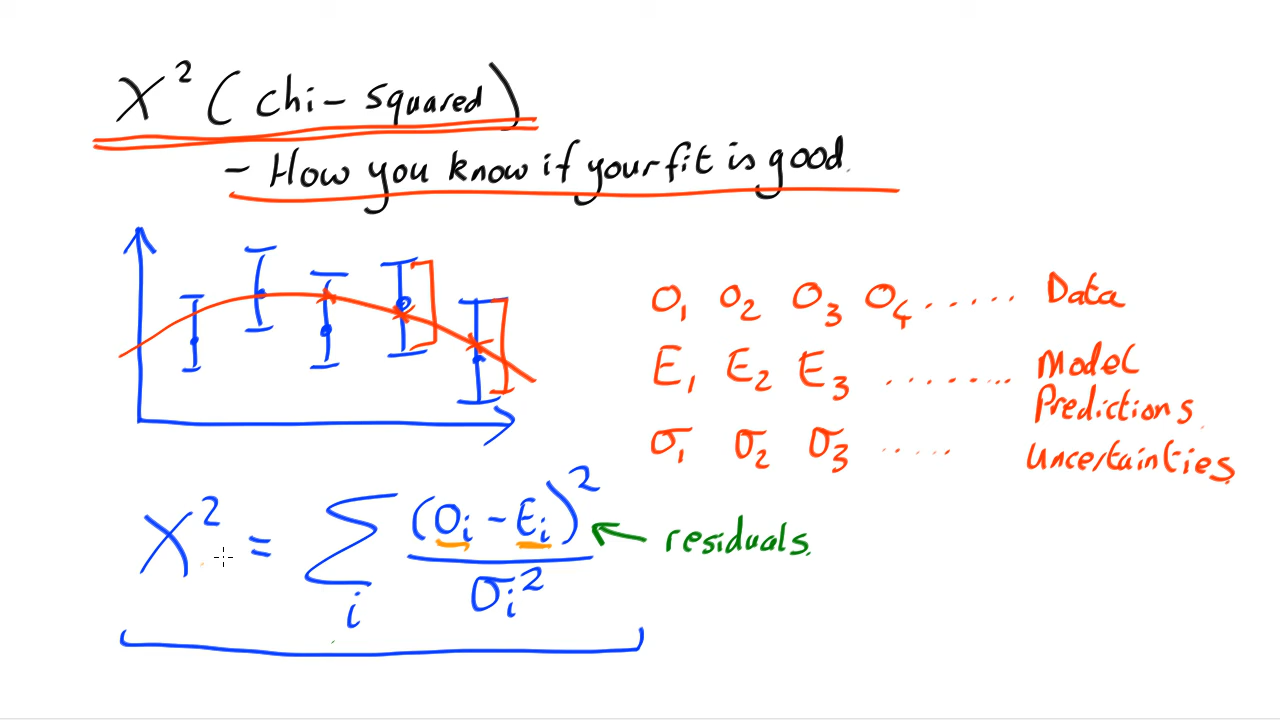 χ² (chi-squared)
- How you know if your fit is good.
O₁ O₂ O₃ O₄ ..... Data
E₁ E₂ E₃ ........ Model
Predictions
σ₁ σ₂ σ₃ ..... Uncertainties
χ² = Σᵢ (Oᵢ - Eᵢ)² / σᵢ² ← residuals.